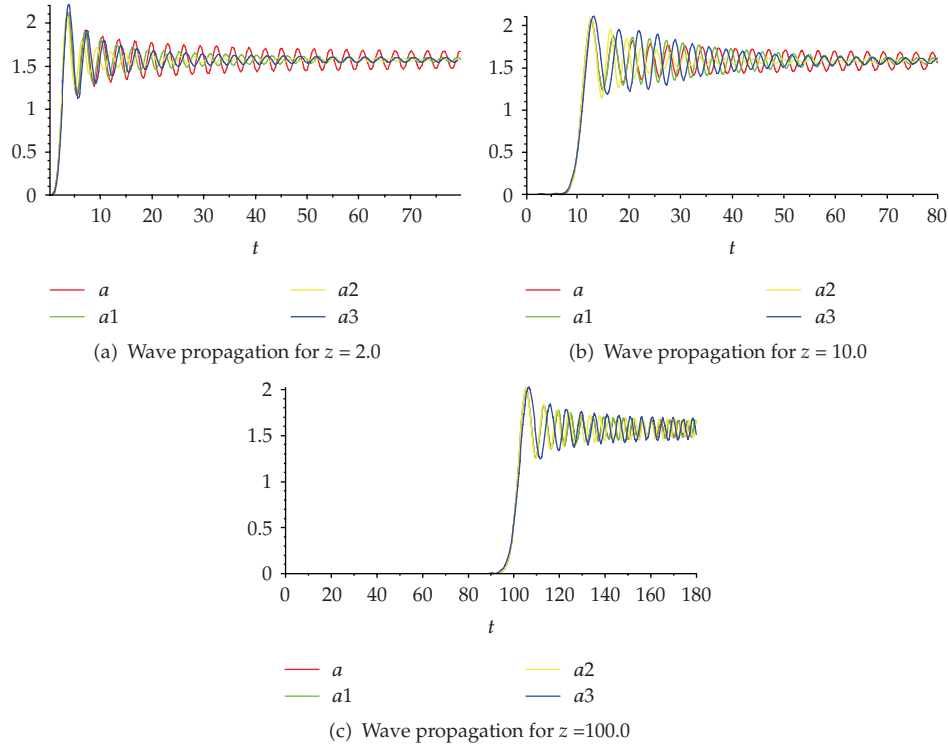 2
1.5
1
0.5
0
10 20 30 40 50 60 70
t
a
a1
a2
a3
(a) Wave propagation for z = 2.0
2
1.5
1
0.5
0
0 10 20 30 40 50 60 70 80
t
a
a1
a2
a3
(b) Wave propagation for z = 10.0
2
1.5
1
0.5
0
0 20 40 60 80 100 120 140 160 180
t
a
a1
a2
a3
(c) Wave propagation for z =100.0